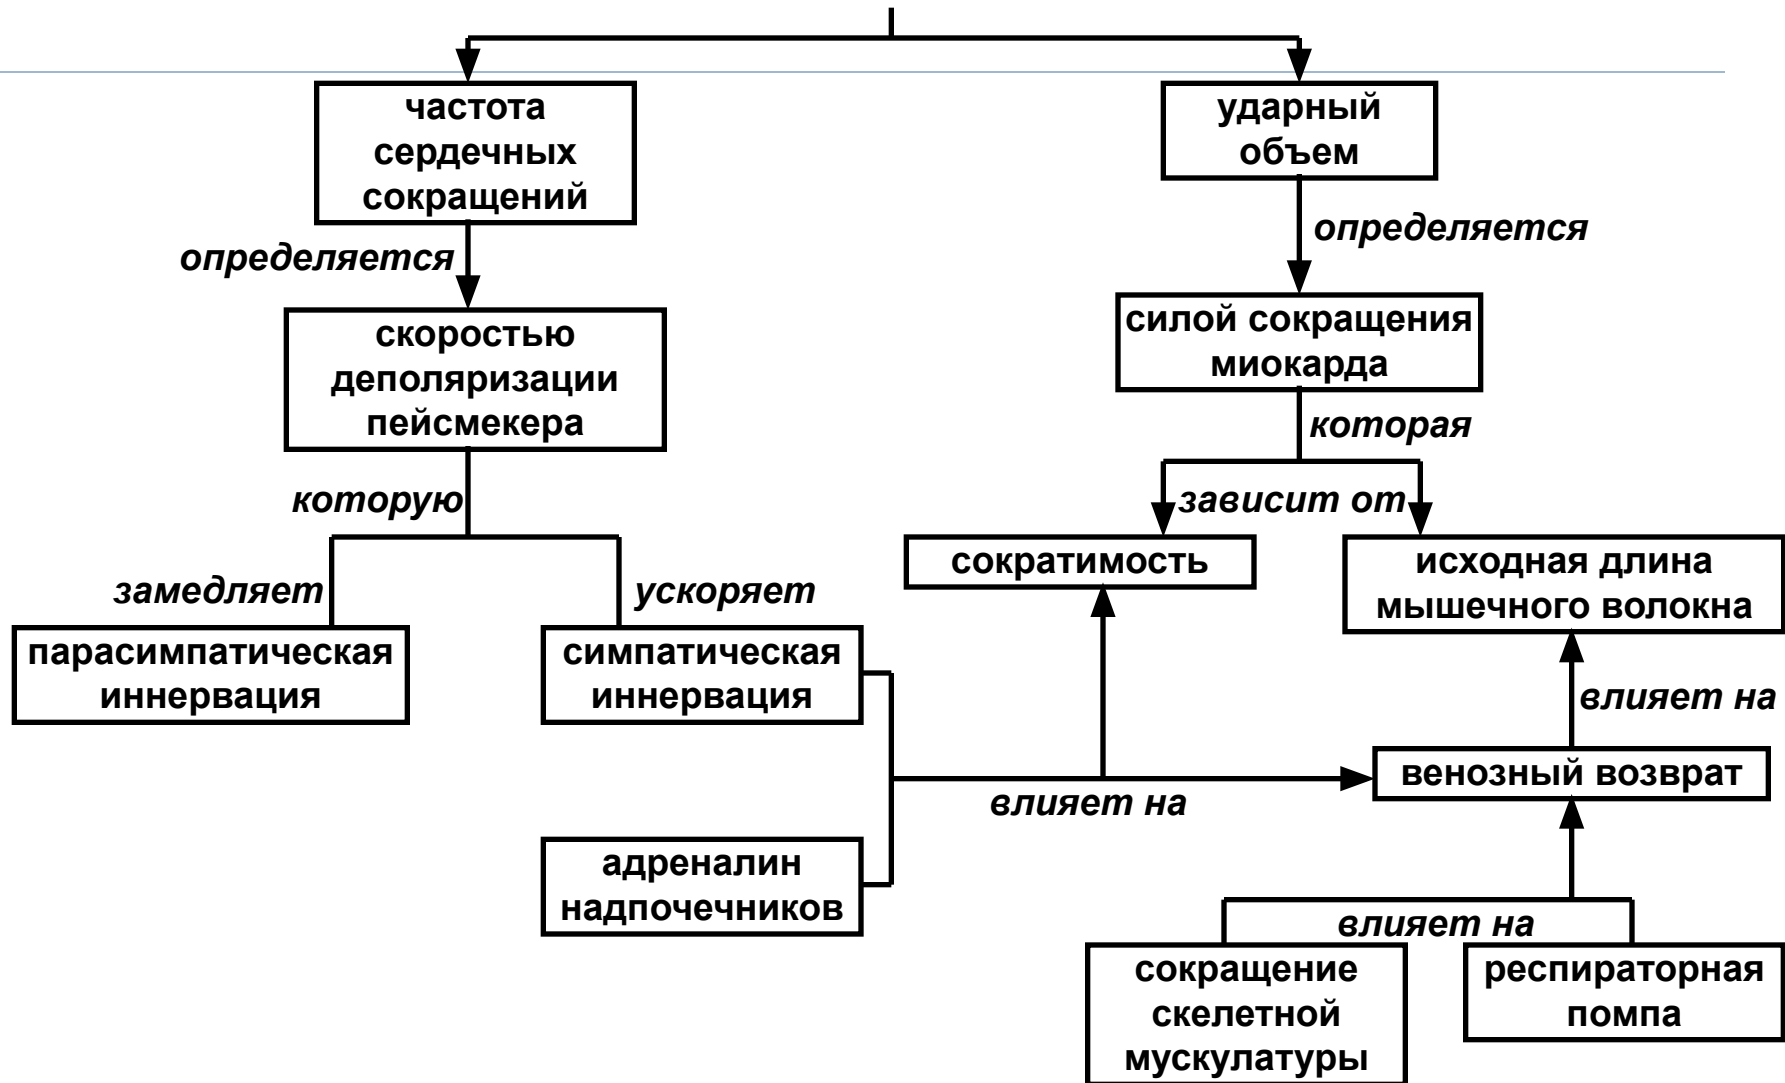 частота
сердечных
сокращений
ударный
объем
определяется
определяется
скоростью
деполяризации
пейсмекера
силой сокращения
миокарда
которую
которая
зависит от
замедляет
ускоряет
сократимость
исходная длина
мышечного волокна
парасимпатическая
иннервация
симпатическая
иннервация
влияет на
венозный возврат
влияет на
адреналин
надпочечников
влияет на
сокращение
скелетной
мускулатуры
респираторная
помпа